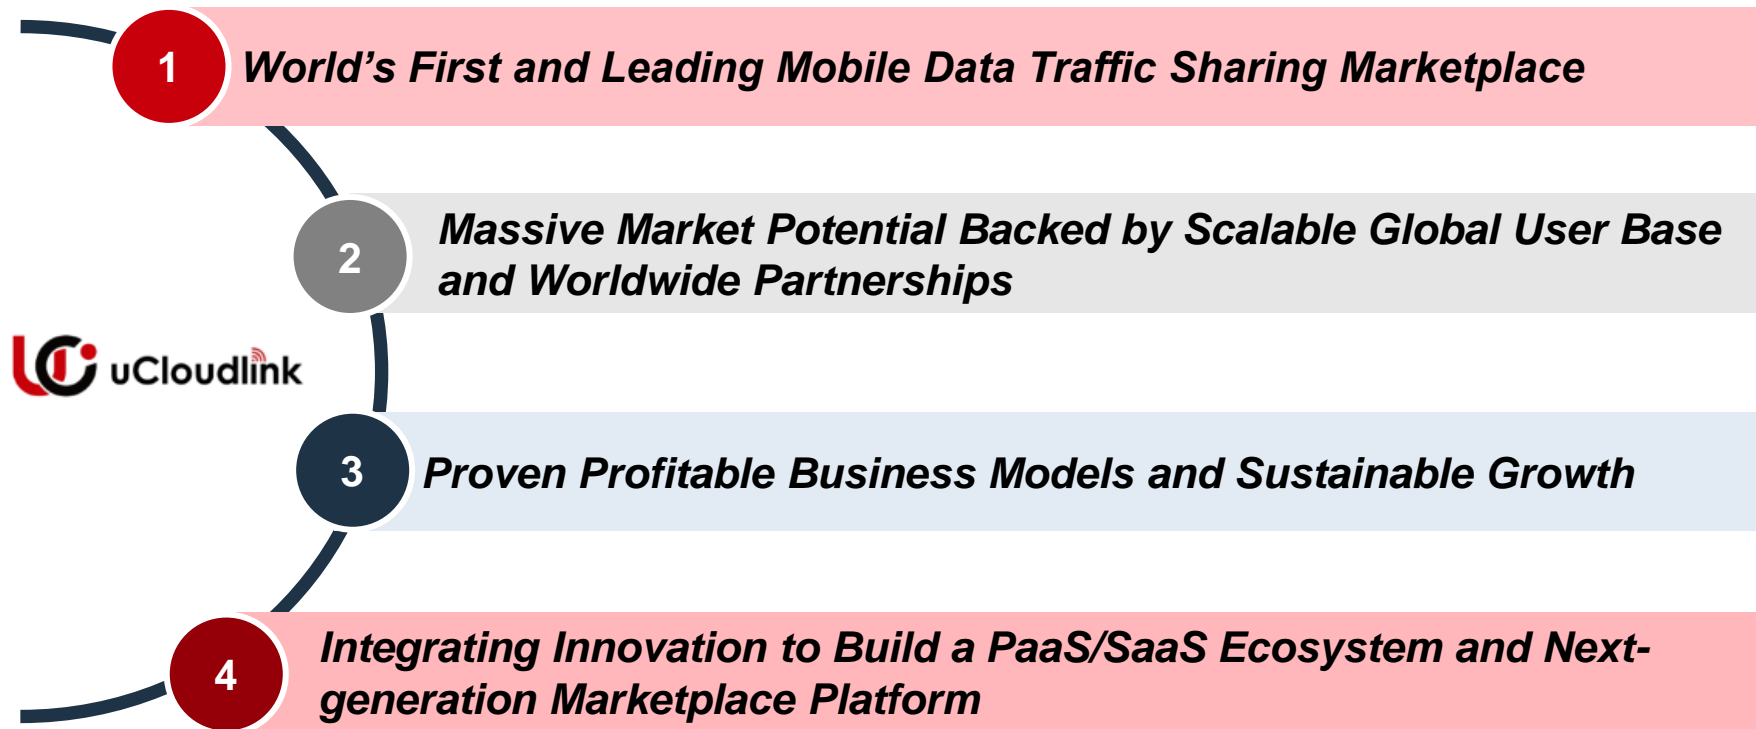 1
World’s First and Leading Mobile Data Traffic Sharing Marketplace
2
Massive Market Potential Backed by Scalable Global User Base
and Worldwide Partnerships
uCloudlink
3
Proven Profitable Business Models and Sustainable Growth
4
Integrating Innovation to Build a PaaS/SaaS Ecosystem and Next-
generation Marketplace Platform